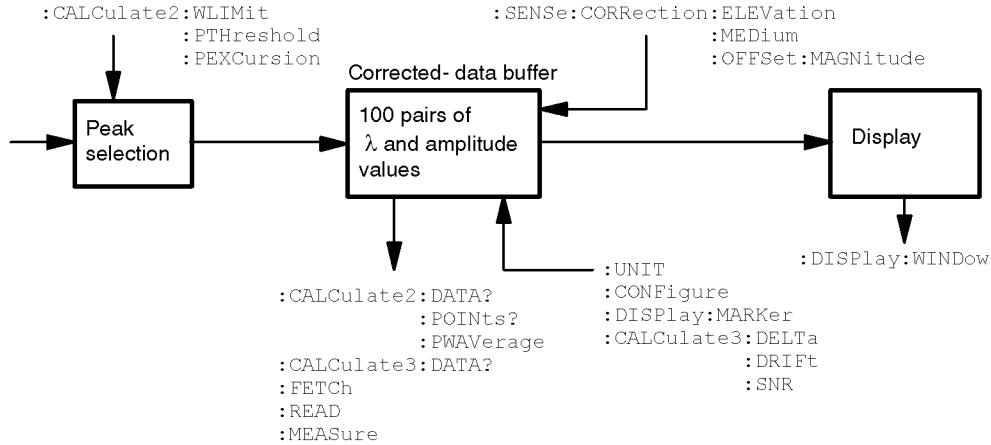 :CALCulate2:WLIMit
:PTHreshold
:PEXCursion
:SENSe:CORRection:ELEVation
:MEDium
:OFFSet:MAGNitude
Corrected- data buffer
Peak
selection
100 pairs of
λ and amplitude
values
Display
:DISPlay:WINDow
:CALCulate2:DATA?
:POINts?
:PWAVerage
:CALCulate3:DATA?
:FETCh
:READ
:MEASure
:UNIT
:CONFigure
:DISPlay:MARKer
:CALCulate3:DELTa
:DRIFt
:SNR